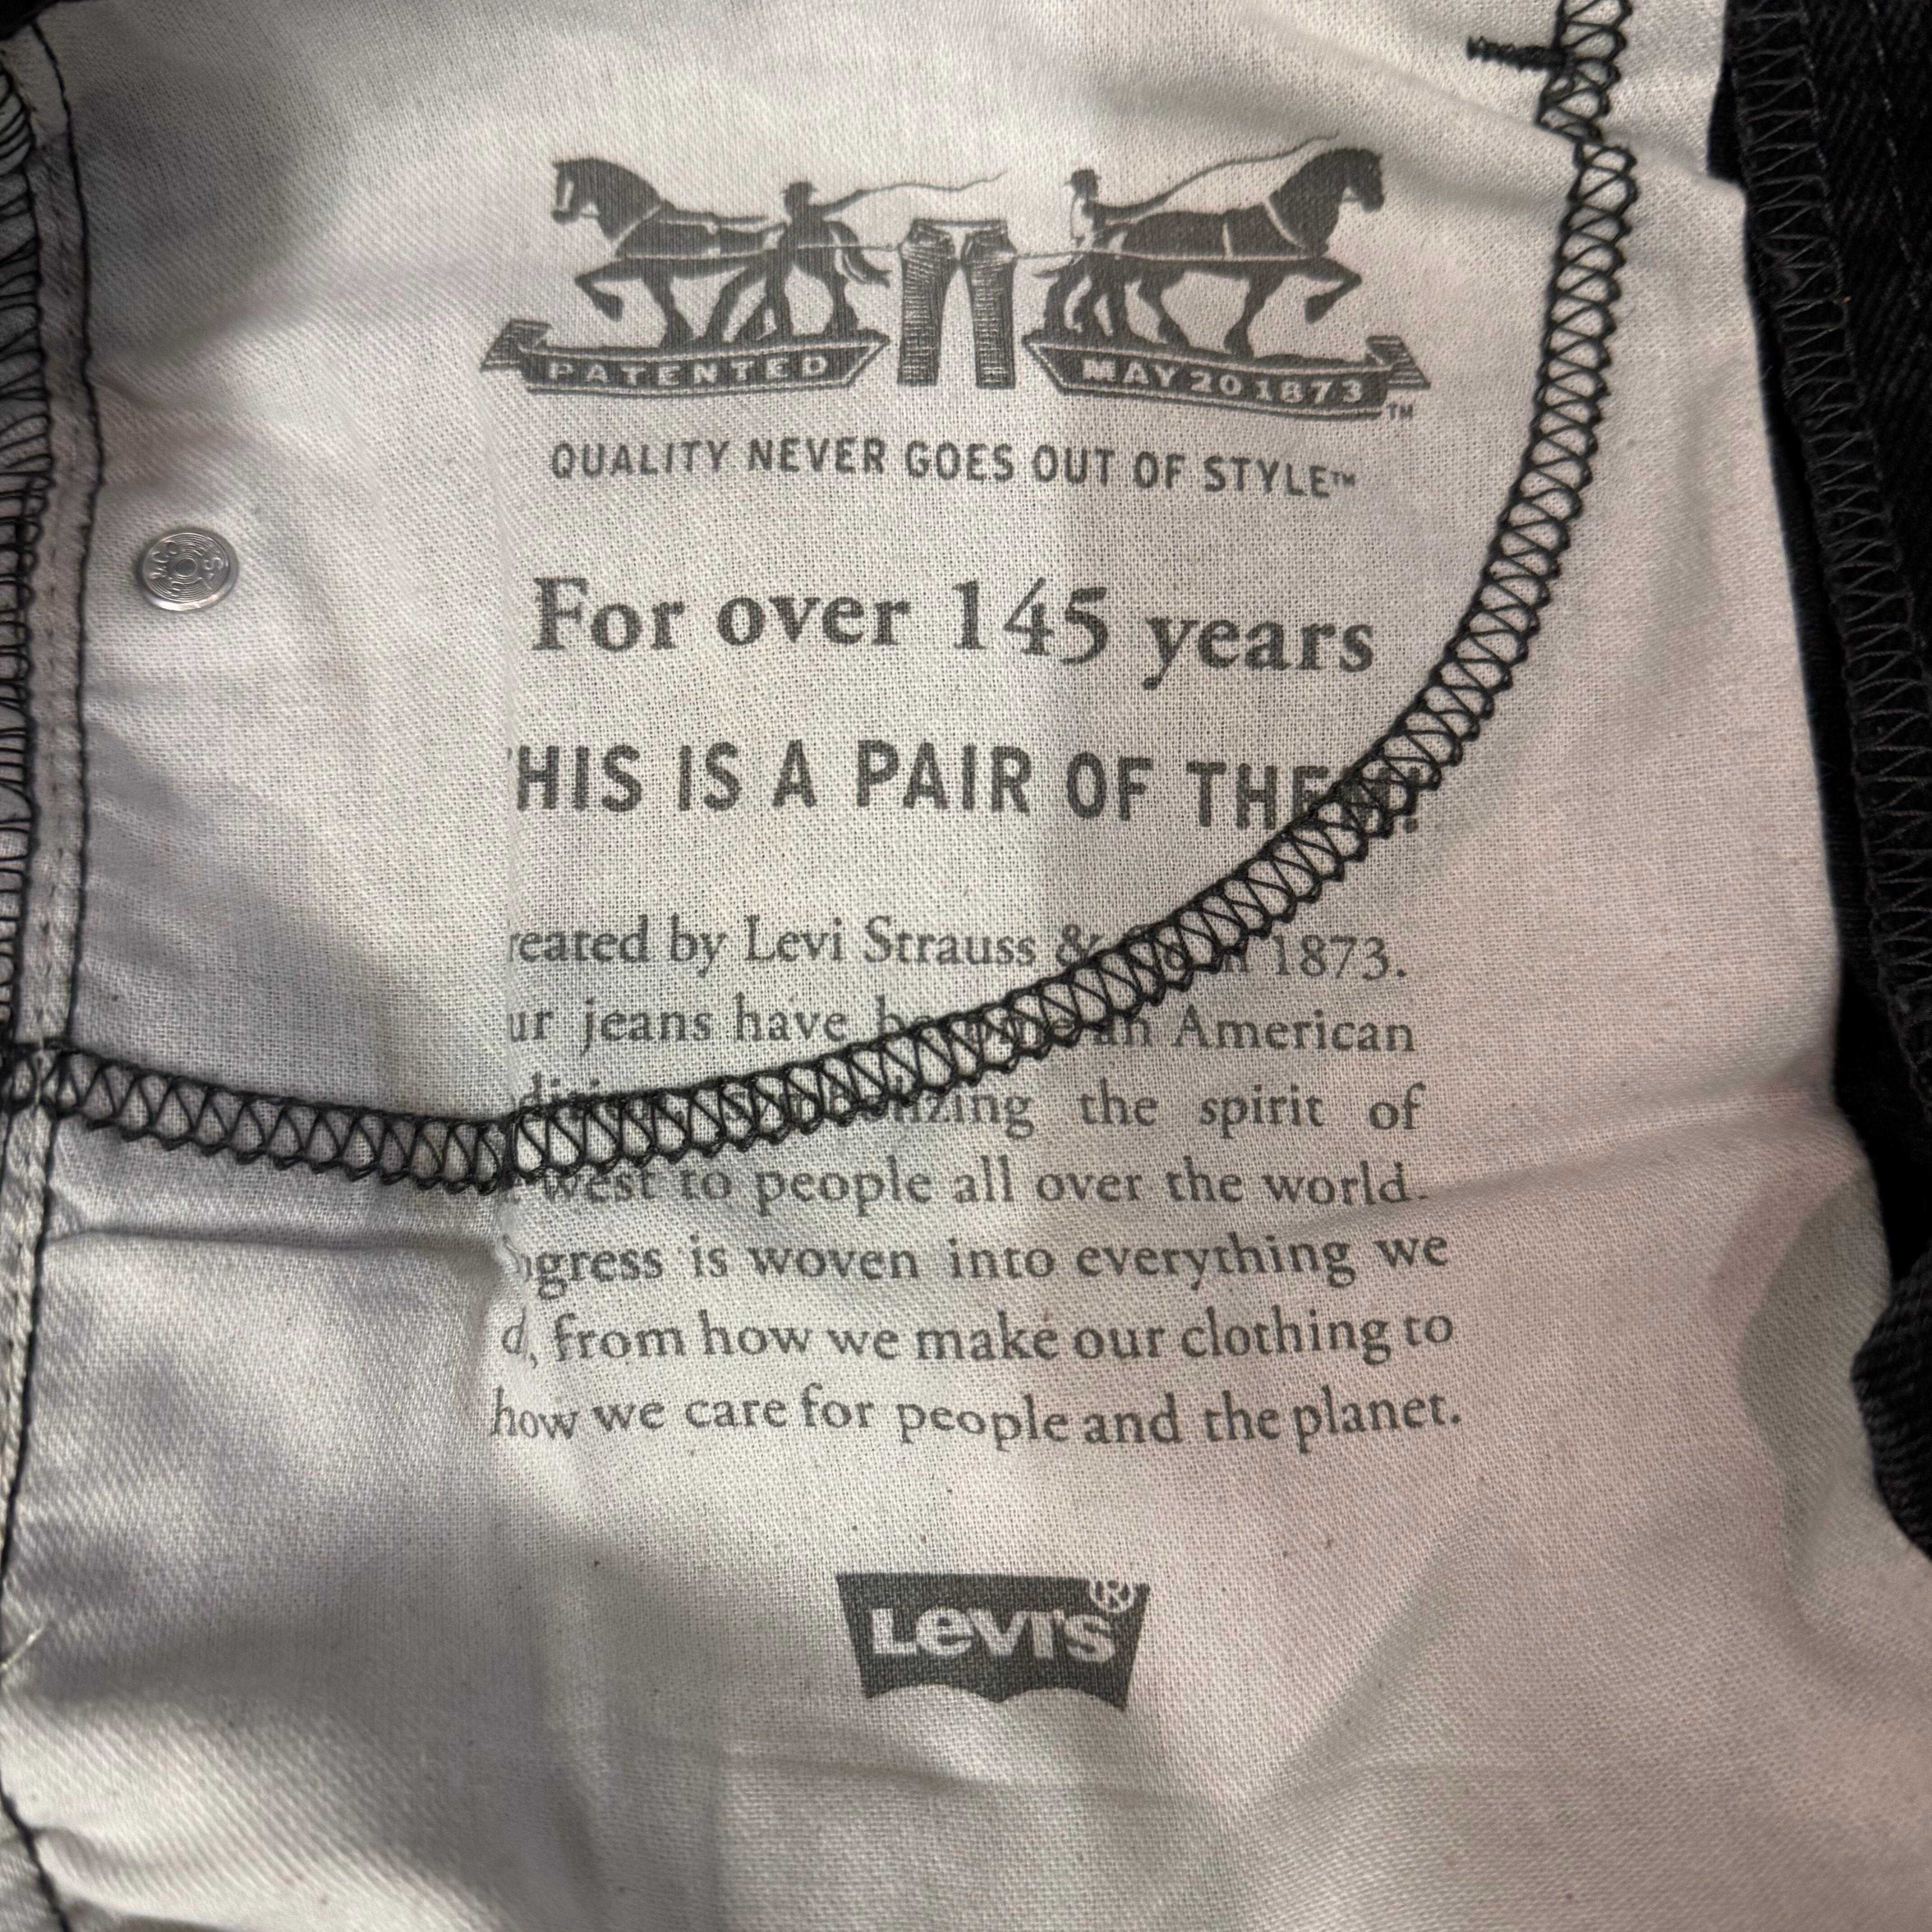 PATENTED MAY 20 1873 TM
QUALITY NEVER GOES OUT OF STYLE™
For over 145 years
HIS IS A PAIR OF
reated by Levi Strauss & 1873.
ur jeans have an American
the spirit of
west to people all over the world.
gress is woven into everything we
d, from how we make our clothing to
how we care for people and the planet.
Levi's®